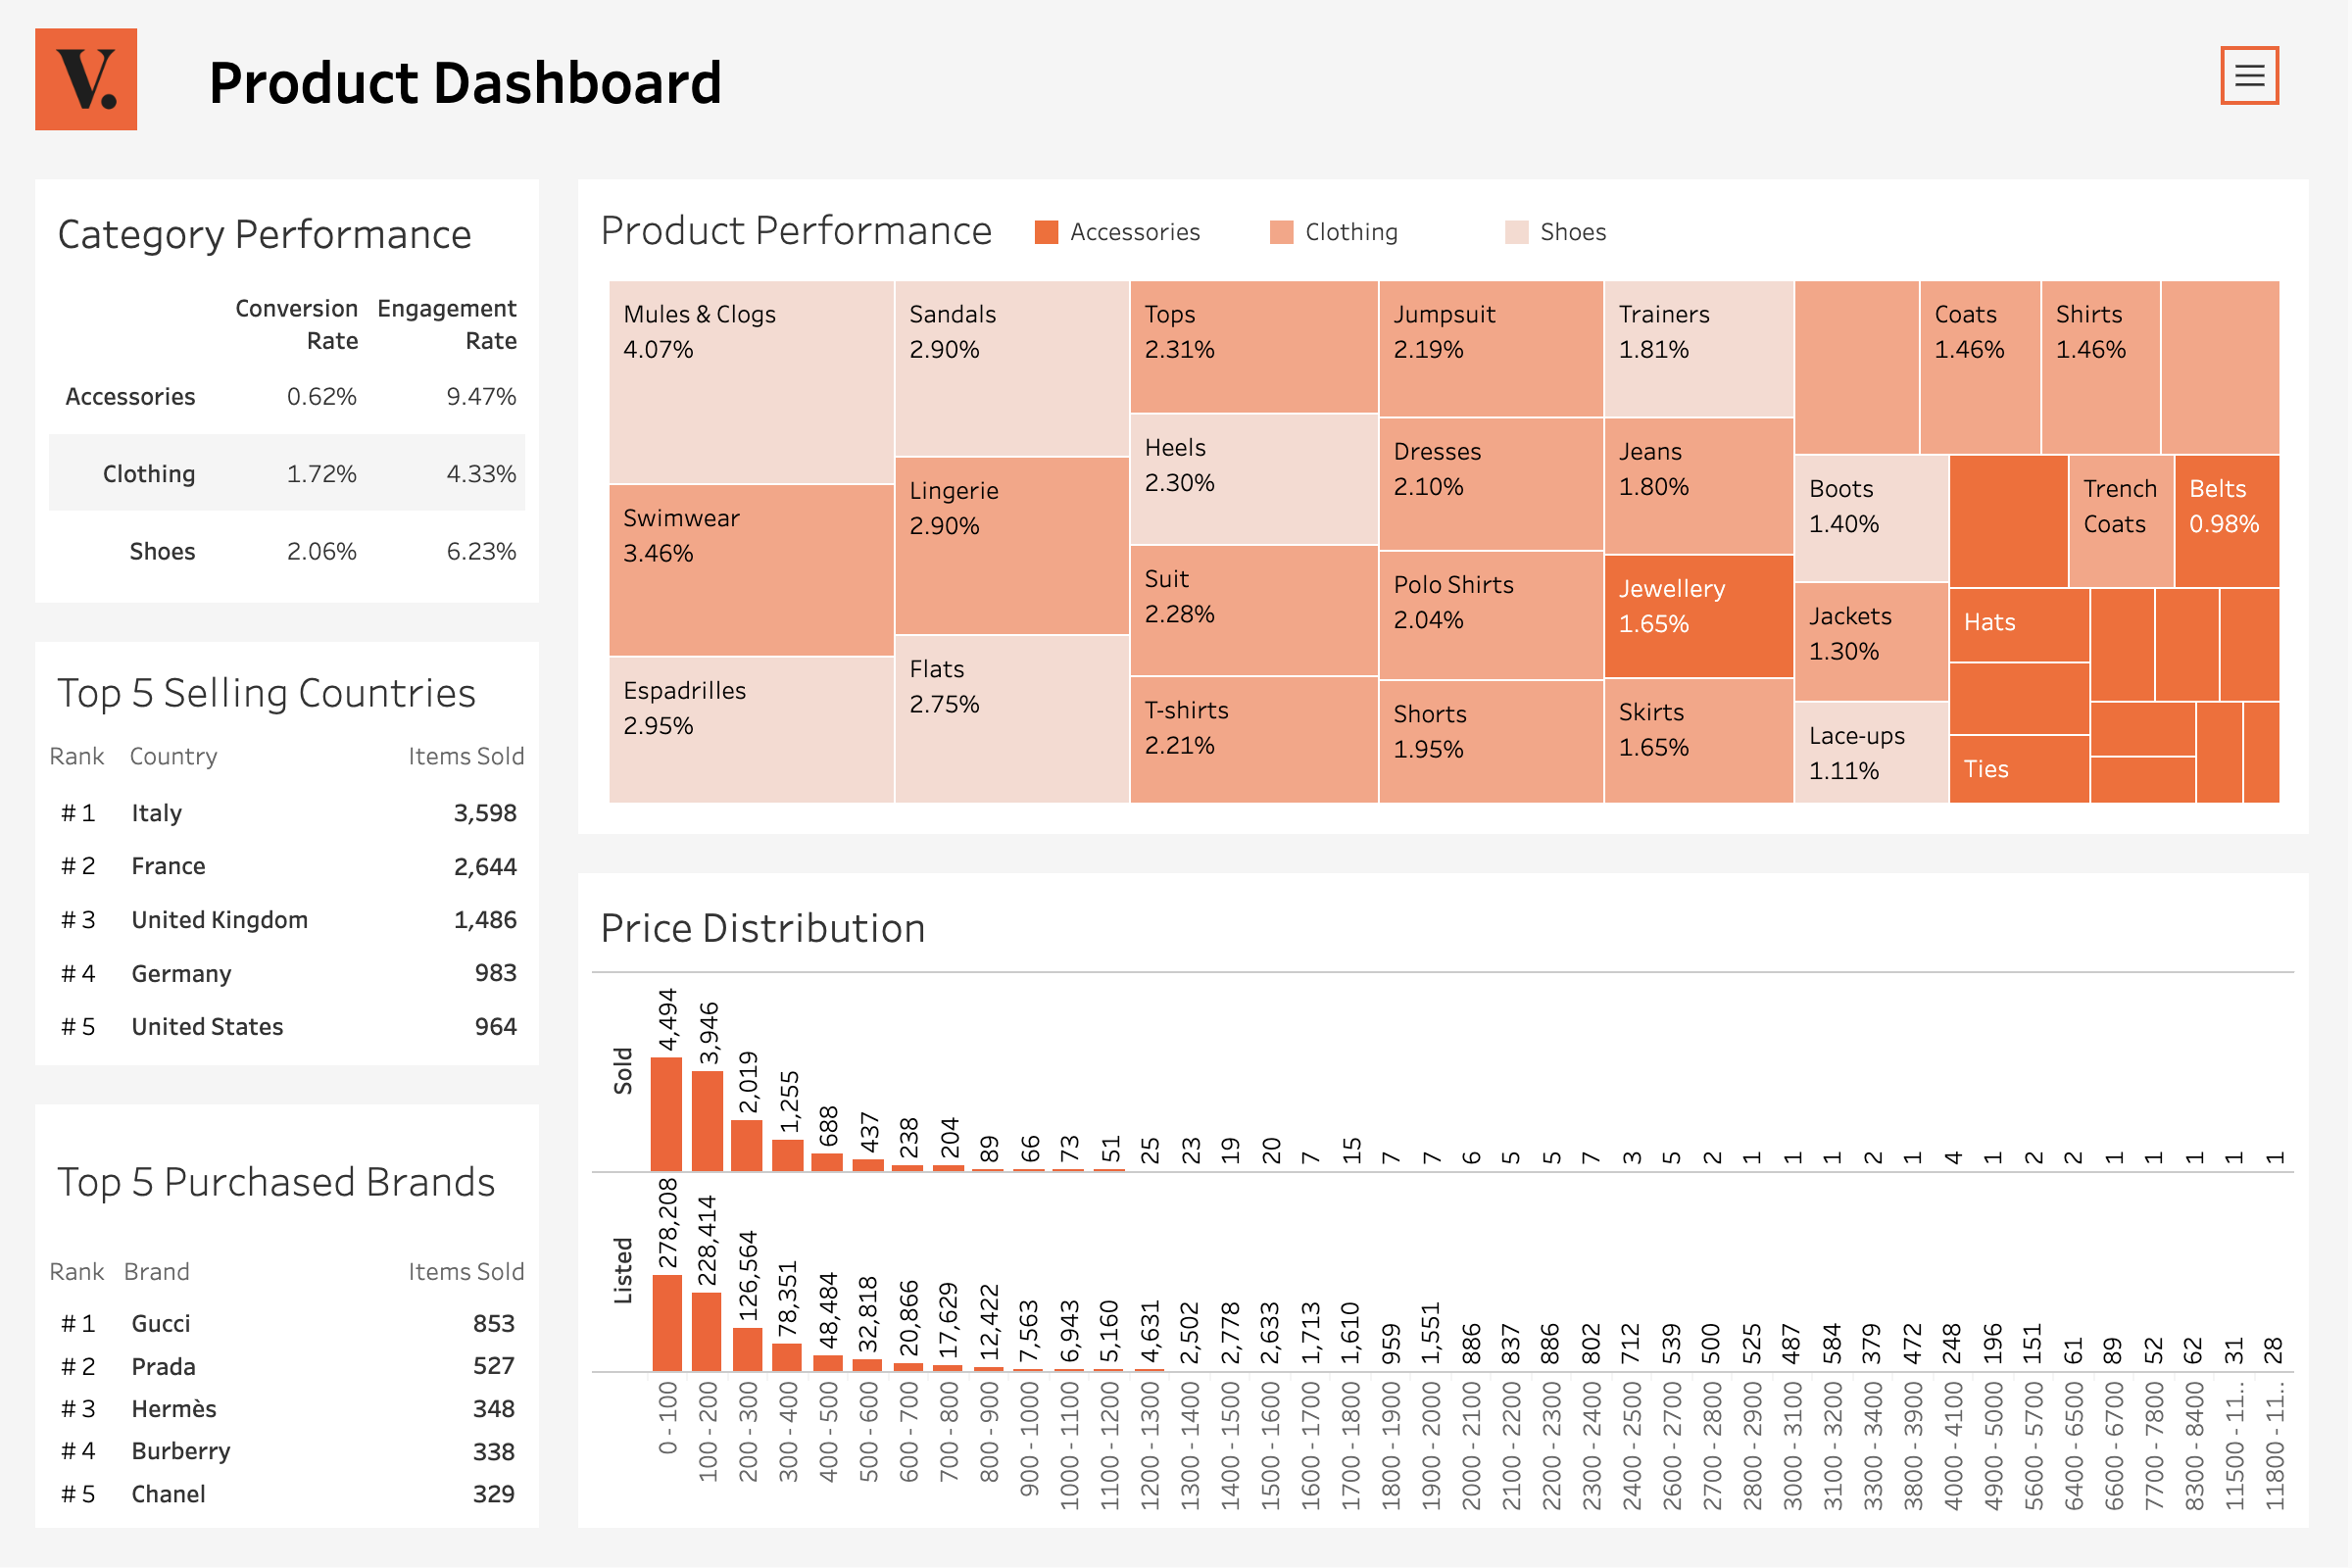 V.
Product Dashboard
Category Performance
Conversion Rate Engagement Rate
Accessories 0.62% 9.47%
Clothing 1.72% 4.33%
Shoes 2.06% 6.23%
Top 5 Selling Countries
Rank Country Items Sold
# 1 Italy 3,598
# 2 France 2,644
# 3 United Kingdom 1,486
# 4 Germany 983
# 5 United States 964
Top 5 Purchased Brands
Rank Brand Items Sold
# 1 Gucci 853
# 2 Prada 527
# 3 Hermès 348
# 4 Burberry 338
# 5 Chanel 329
Product Performance Accessories Clothing Shoes
Mules & Clogs
4.07%
Swimwear
3.46%
Espadrilles
2.95%
Sandals
2.90%
Lingerie
2.90%
Flats
2.75%
Tops
2.31%
Heels
2.30%
Suit
2.28%
T-shirts
2.21%
Jumpsuit
2.19%
Dresses
2.10%
Polo Shirts
2.04%
Shorts
1.95%
Trainers
1.81%
Jeans
1.80%
Jewellery
1.65%
Skirts
1.65%
Coats
1.46%
Shirts
1.46%
Boots
1.40%
Jackets
1.30%
Lace-ups
1.11%
Trench
Coats
Belts
0.98%
Hats
Ties
Price Distribution
Sold
4,494 3,946 2,019 1,255 688 437 238 204 89 66 73 51 25 23 19 20 7 15 7 7 6 5 5 7 3 5 2 1 1 1 2 1 4 1 2 2 1 1 1 1 1
Listed
278,208 228,414 126,564 78,351 48,484 32,818 20,866 17,629 12,422 7,563 6,943 5,160 4,631 2,502 2,778 2,633 1,713 1,610 959 1,551 886 837 886 802 712 539 500 525 487 584 379 472 248 196 151 61 89 52 62 31 28
0 - 100
100 - 200
200 - 300
300 - 400
400 - 500
500 - 600
600 - 700
700 - 800
800 - 900
900 - 1000
1000 - 1100
1100 - 1200
1200 - 1300
1300 - 1400
1400 - 1500
1500 - 1600
1600 - 1700
1700 - 1800
1800 - 1900
1900 - 2000
2000 - 2100
2100 - 2200
2200 - 2300
2300 - 2400
2400 - 2500
2600 - 2700
2700 - 2800
2800 - 2900
3000 - 3100
3100 - 3200
3300 - 3400
3800 - 3900
4000 - 4100
4900 - 5000
5600 - 5700
6400 - 6500
6600 - 6700
7700 - 7800
8300 - 8400
11500 - 11...
11800 - 11...